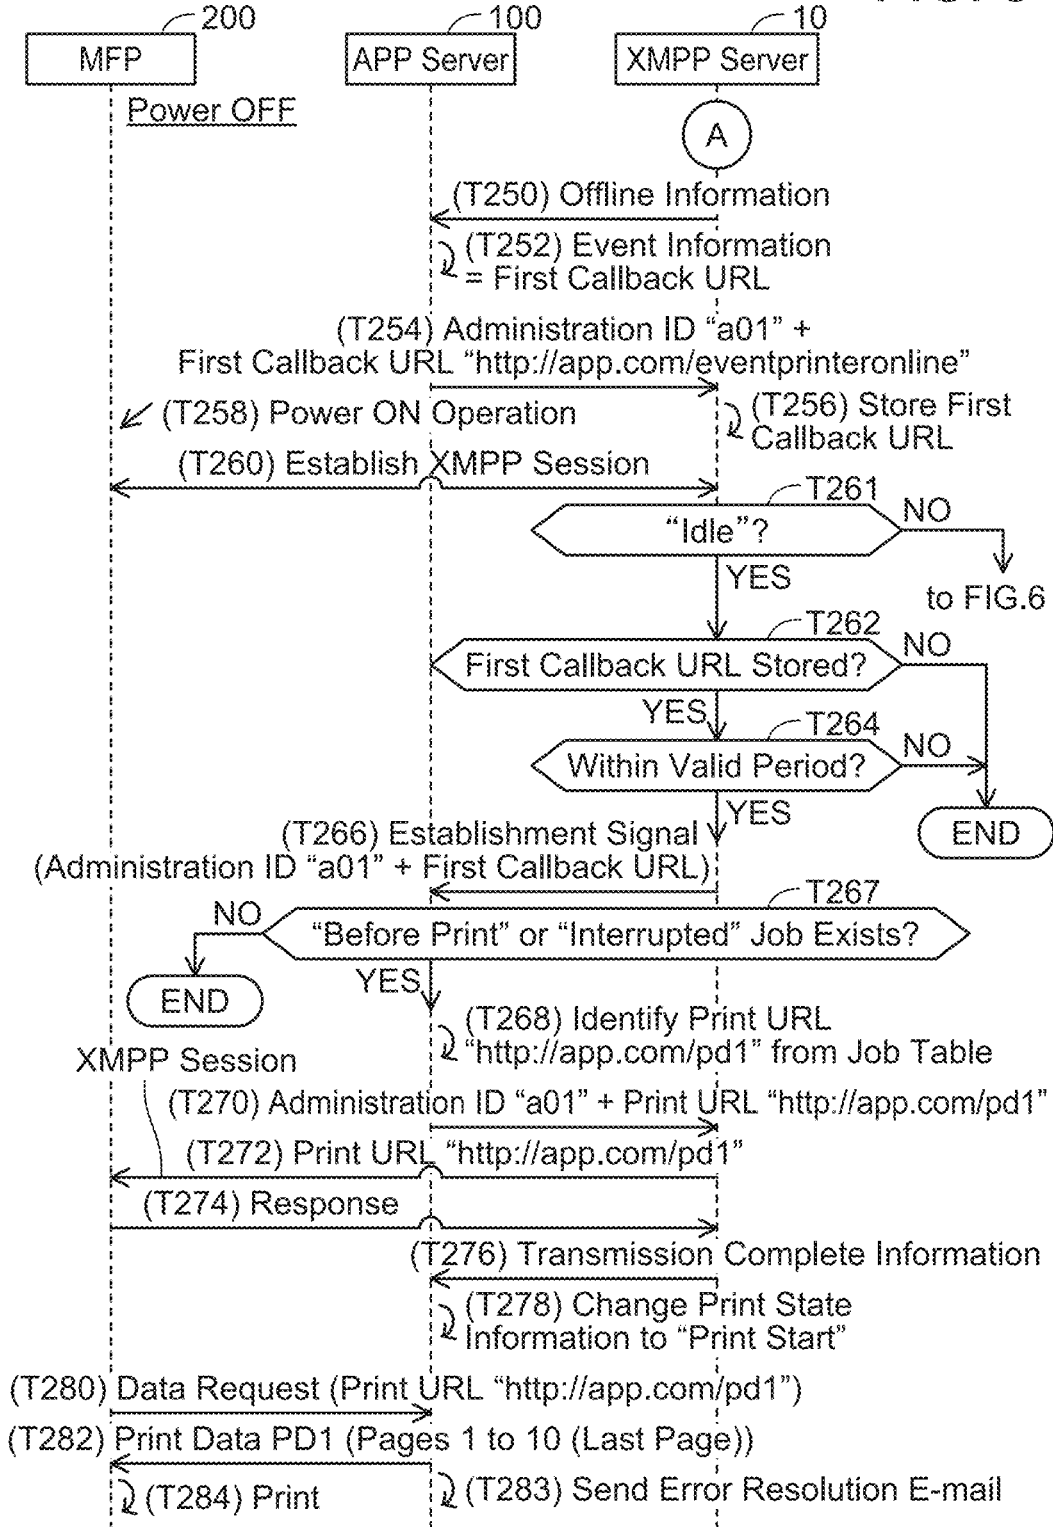 200
100
10
MFP
APP Server
XMPP Server
Power OFF
A
(T250) Offline Information
(T252) Event Information
= First Callback URL
(T254) Administration ID “a01” +
First Callback URL “http://app.com/eventprinteronline”
(T258) Power ON Operation
(T256) Store First
Callback URL
(T260) Establish XMPP Session
T261
“Idle”?
NO
YES
to FIG.6
T262
First Callback URL Stored?
NO
YES
T264
Within Valid Period?
NO
YES
END
(T266) Establishment Signal
(Administration ID “a01” + First Callback URL)
T267
NO
“Before Print” or “Interrupted” Job Exists?
YES
END
(T268) Identify Print URL
“http://app.com/pd1” from Job Table
XMPP Session
(T270) Administration ID “a01” + Print URL “http://app.com/pd1”
(T272) Print URL “http://app.com/pd1”
(T274) Response
(T276) Transmission Complete Information
(T278) Change Print State
Information to “Print Start”
(T280) Data Request (Print URL “http://app.com/pd1”)
(T282) Print Data PD1 (Pages 1 to 10 (Last Page))
(T284) Print
(T283) Send Error Resolution E-mail